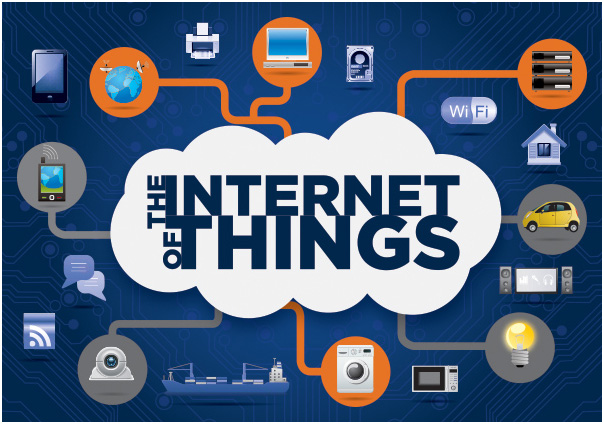 THE INTERNET
OF THINGS
Wi Fi